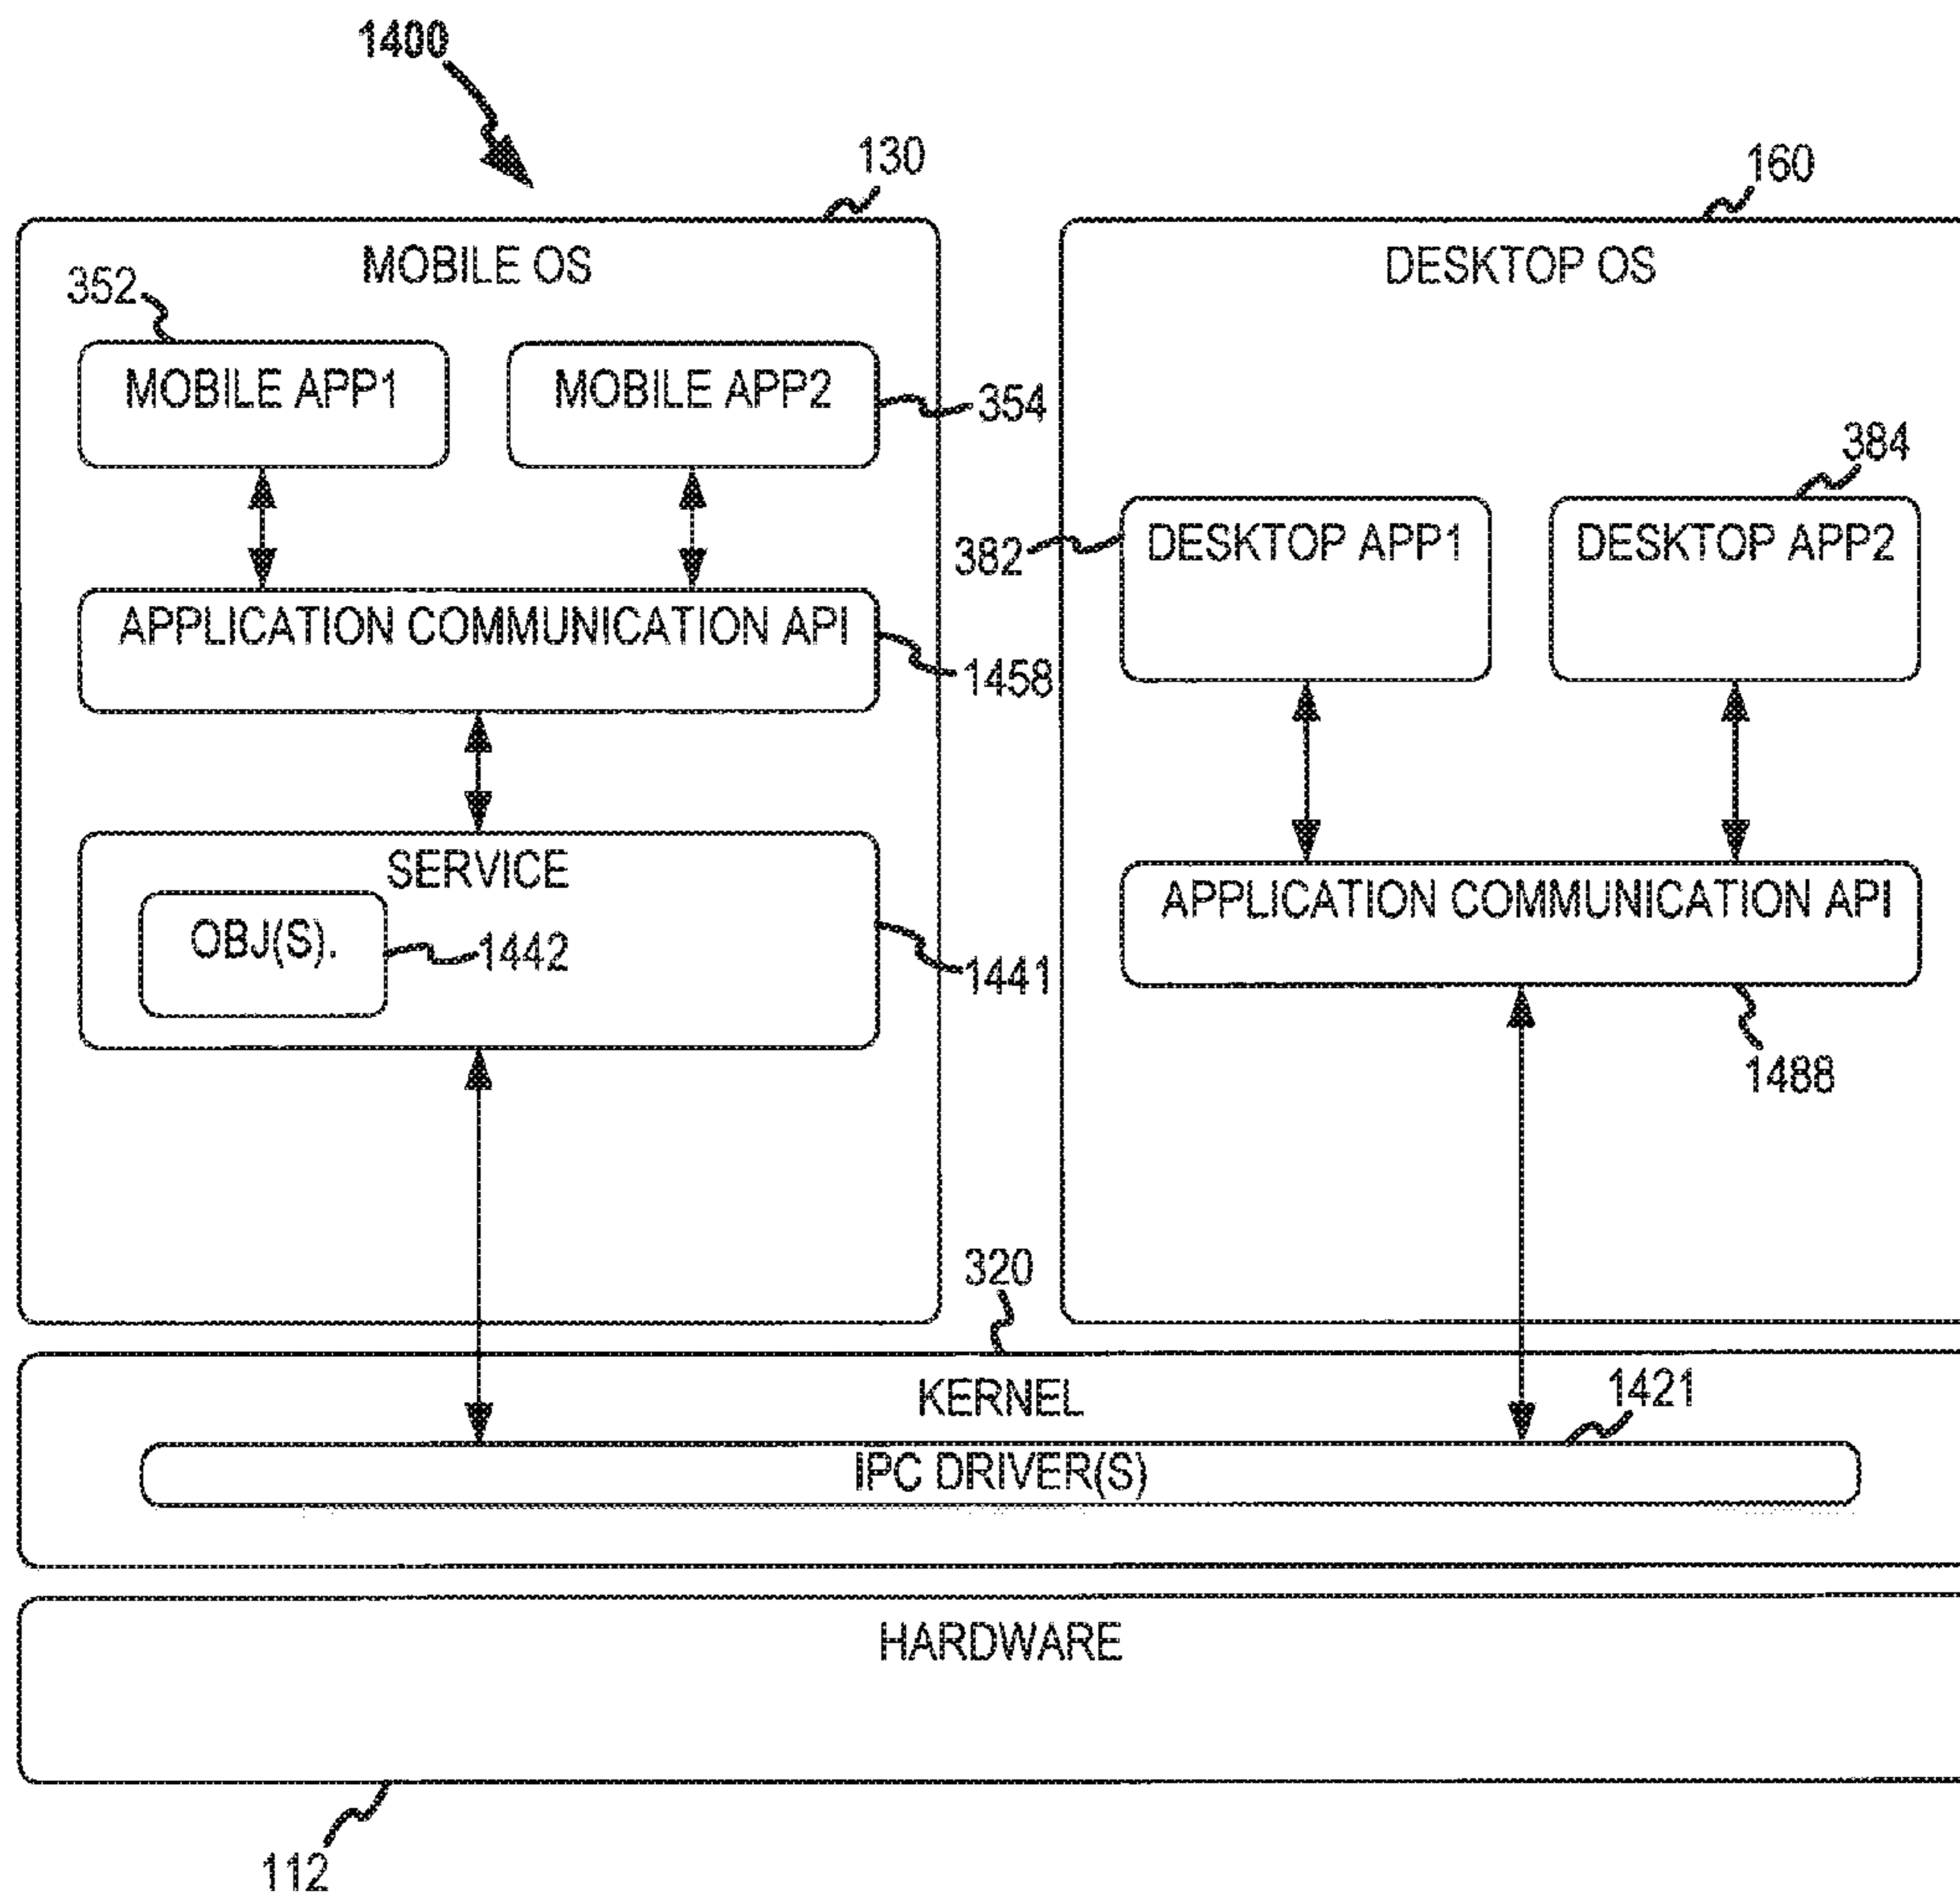 1400
130
160
MOBILE OS
DESKTOP OS
352
MOBILE APP1
MOBILE APP2
354
384
382
DESKTOP APP1
DESKTOP APP2
APPLICATION COMMUNICATION API
1458
SERVICE
APPLICATION COMMUNICATION API
OBJ(S).
1442
1441
1488
320
KERNEL
1421
IPC DRIVER(S)
HARDWARE
112